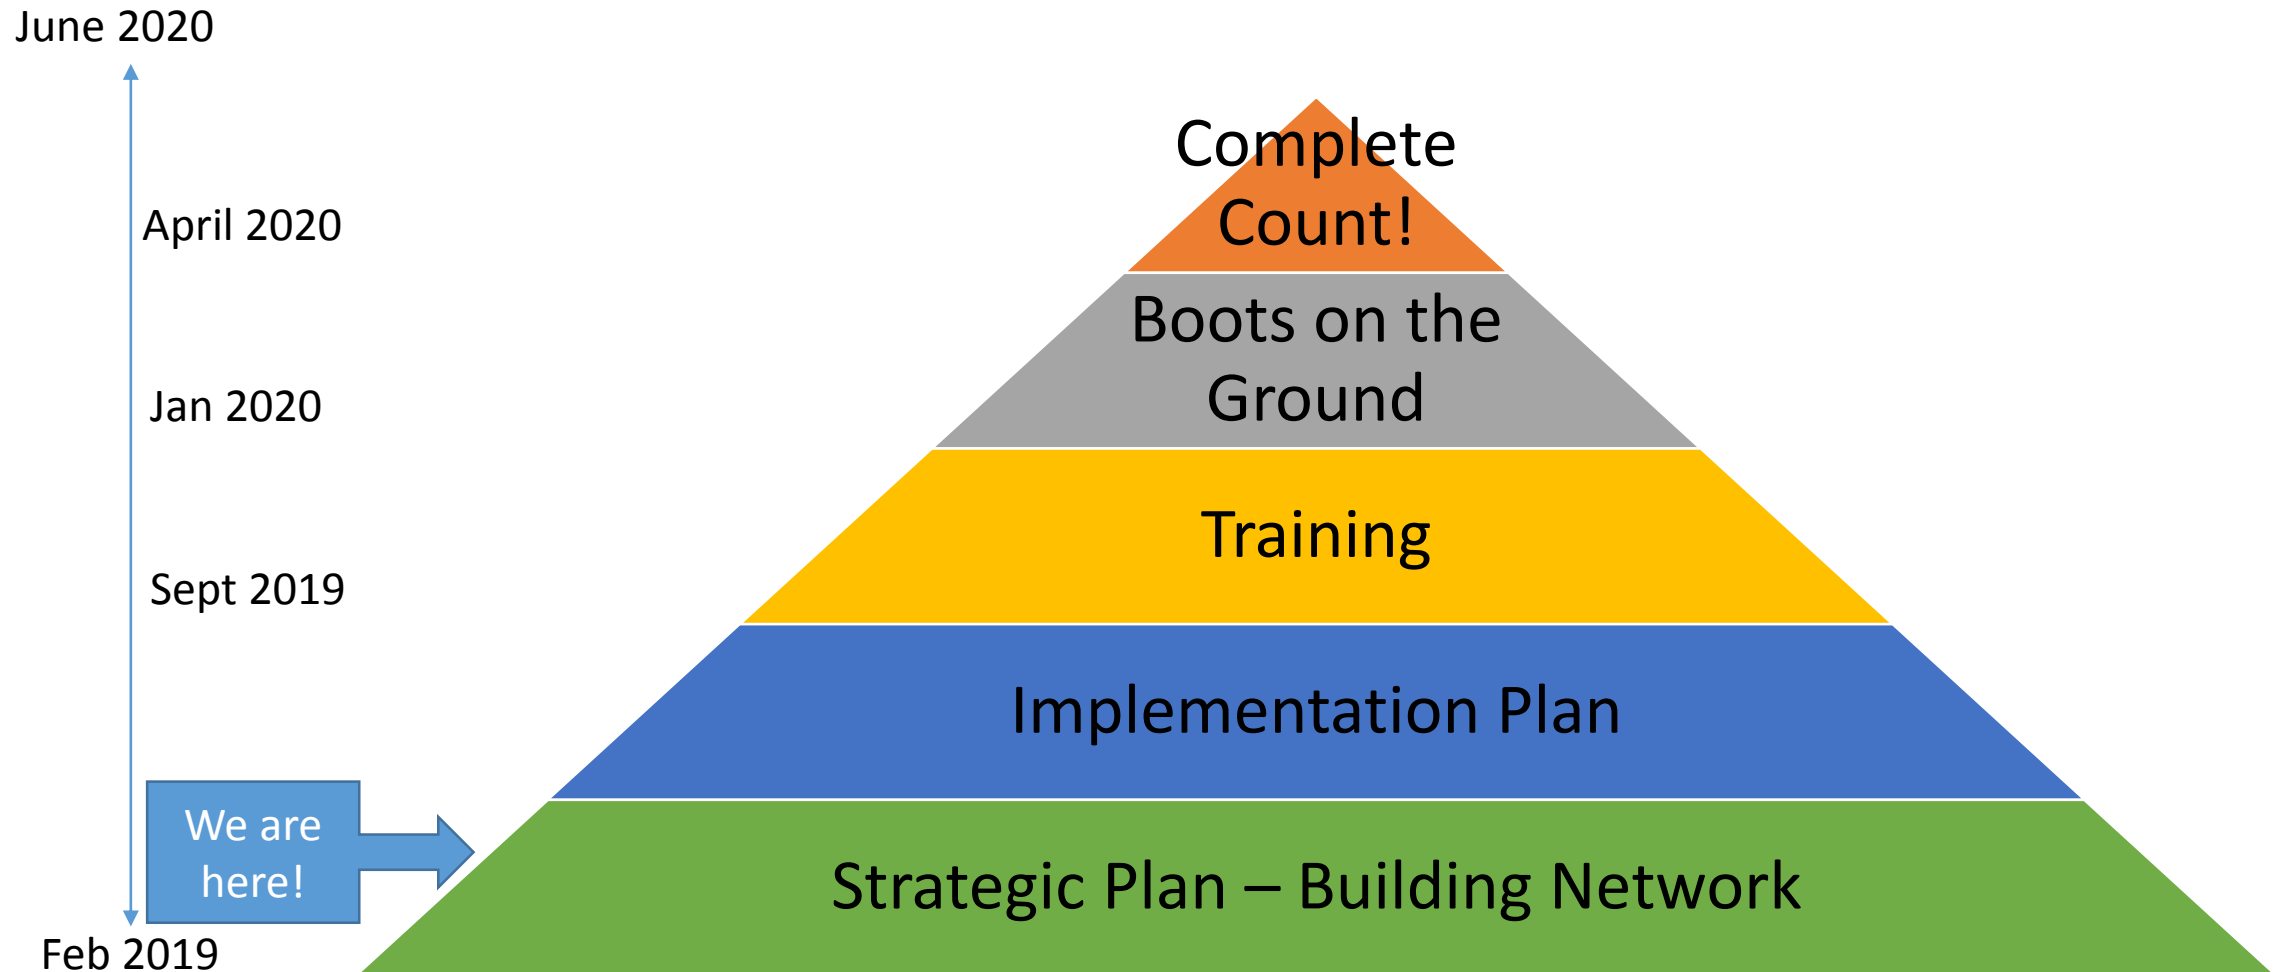 June 2020
Complete
Count!
April 2020
Boots on the
Ground
Jan 2020
Training
Sept 2019
Implementation Plan
We are
here!
Strategic Plan – Building Network
Feb 2019